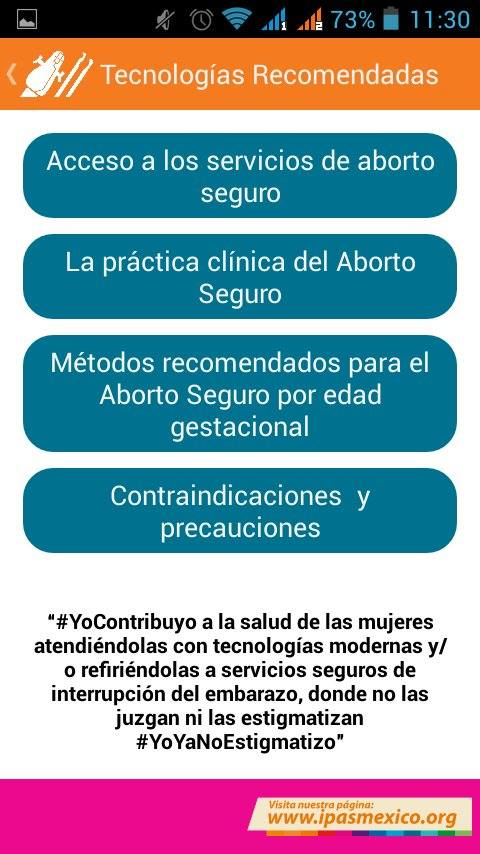 73% 11:30
Tecnologías Recomendadas
Acceso a los servicios de aborto
seguro
La práctica clínica del Aborto
Seguro
Métodos recomendados para el
Aborto Seguro por edad
gestacional
Contraindicaciones y
precauciones
"#YoContribuyo a la salud de las mujeres
atendiéndolas con tecnologías modernas y/
o refiriéndolas a servicios seguros de
interrupción del embarazo, donde no las
juzgan ni las estigmatizan
#YoYaNoEstigmatizo"
Visita nuestra página:
www.ipasmexico.org